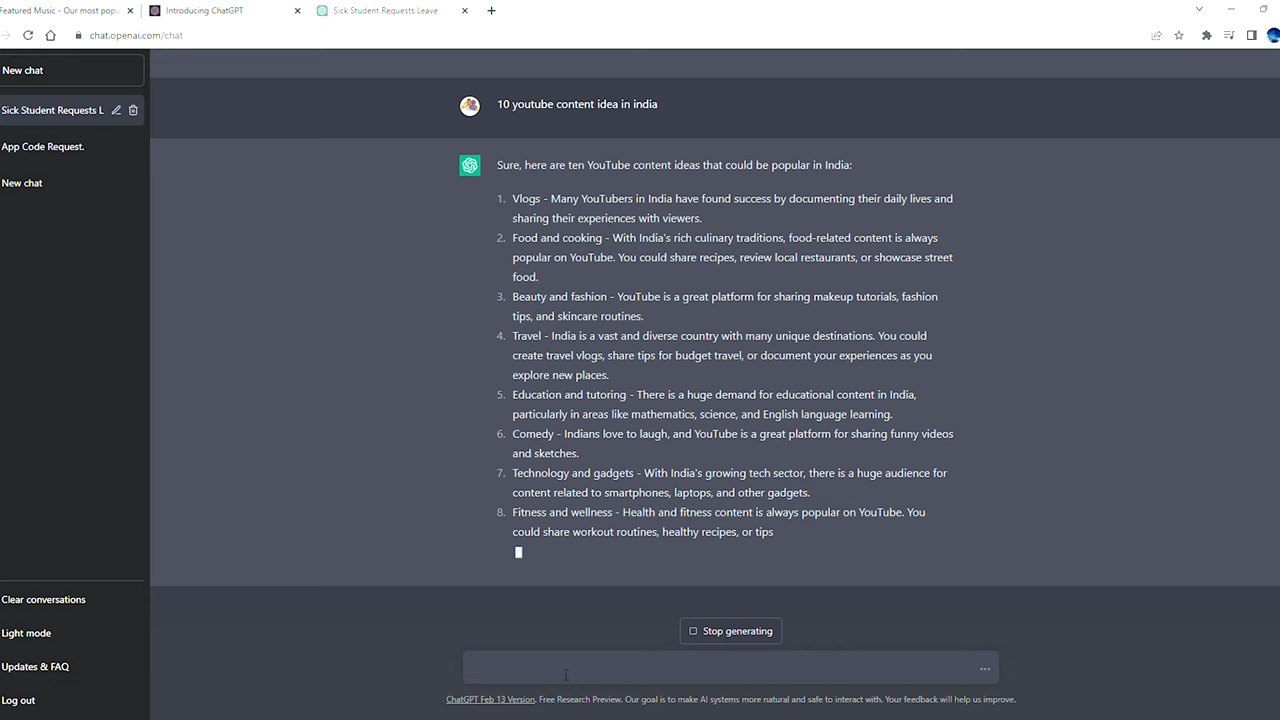 Featured Music - Our most popu
Introducing ChatGPT
Sick Student Requests Leave
chat.openai.com/chat
New chat
Sick Student Requests L
App Code Request.
New chat
10 youtube content idea in india
Sure, here are ten YouTube content ideas that could be popular in India:
1. Vlogs - Many YouTubers in India have found success by documenting their daily lives and
sharing their experiences with viewers.
2. Food and cooking - With India's rich culinary traditions, food-related content is always
popular on YouTube. You could share recipes, review local restaurants, or showcase street
food.
3. Beauty and fashion - YouTube is a great platform for sharing makeup tutorials, fashion
tips, and skincare routines.
4. Travel - India is a vast and diverse country with many unique destinations. You could
create travel vlogs, share tips for budget travel, or document your experiences as you
explore new places.
5. Education and tutoring - There is a huge demand for educational content in India,
particularly in areas like mathematics, science, and English language learning.
6. Comedy - Indians love to laugh, and YouTube is a great platform for sharing funny videos
and sketches.
7. Technology and gadgets - With India's growing tech sector, there is a huge audience for
content related to smartphones, laptops, and other gadgets.
8. Fitness and wellness - Health and fitness content is always popular on YouTube. You
could share workout routines, healthy recipes, or tips
Clear conversations
Light mode
Updates & FAQ
Log out
Stop generating
ChatGPT Feb 13 Version. Free Research Preview. Our goal is to make AI systems more natural and safe to interact with. Your feedback will help us improve.